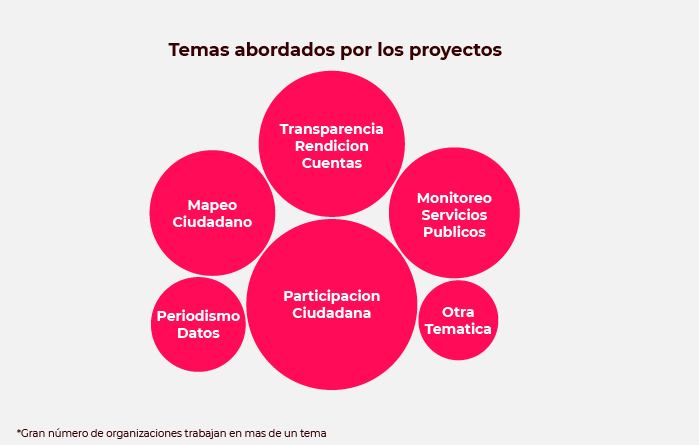 Temas abordados por los proyectos
Transparencia
Rendicion
Cuentas
Mapeo
Ciudadano
Monitoreo
Servicios
Publicos
Participacion
Ciudadana
Periodismo
Datos
Otra
Tematica
*Gran número de organizaciones trabajan en mas de un tema